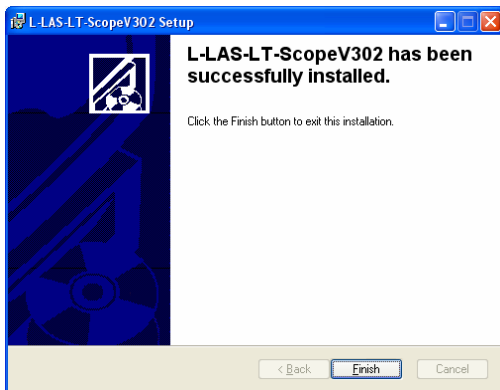 L-LAS-LT-ScopeV302 Setup
L-LAS-LT-ScopeV302 has been
successfully installed.
Click the Finish button to exit this installation.
< Back
Finish
Cancel